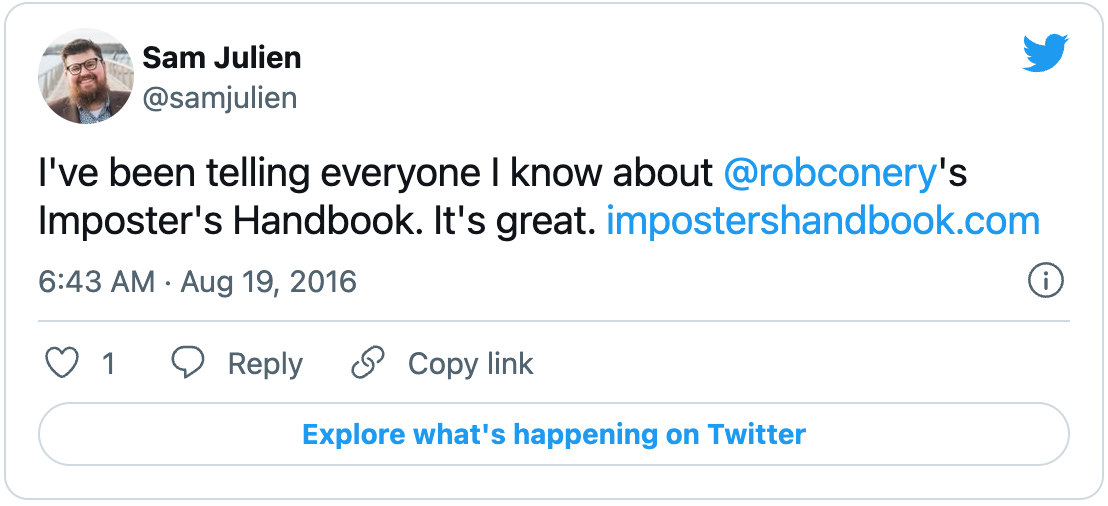 Sam Julien
@samjulien
I've been telling everyone I know about @robconery's
Imposter's Handbook. It's great. impostershandbook.com
6:43 AM · Aug 19, 2016
1 Reply Copy link
Explore what's happening on Twitter